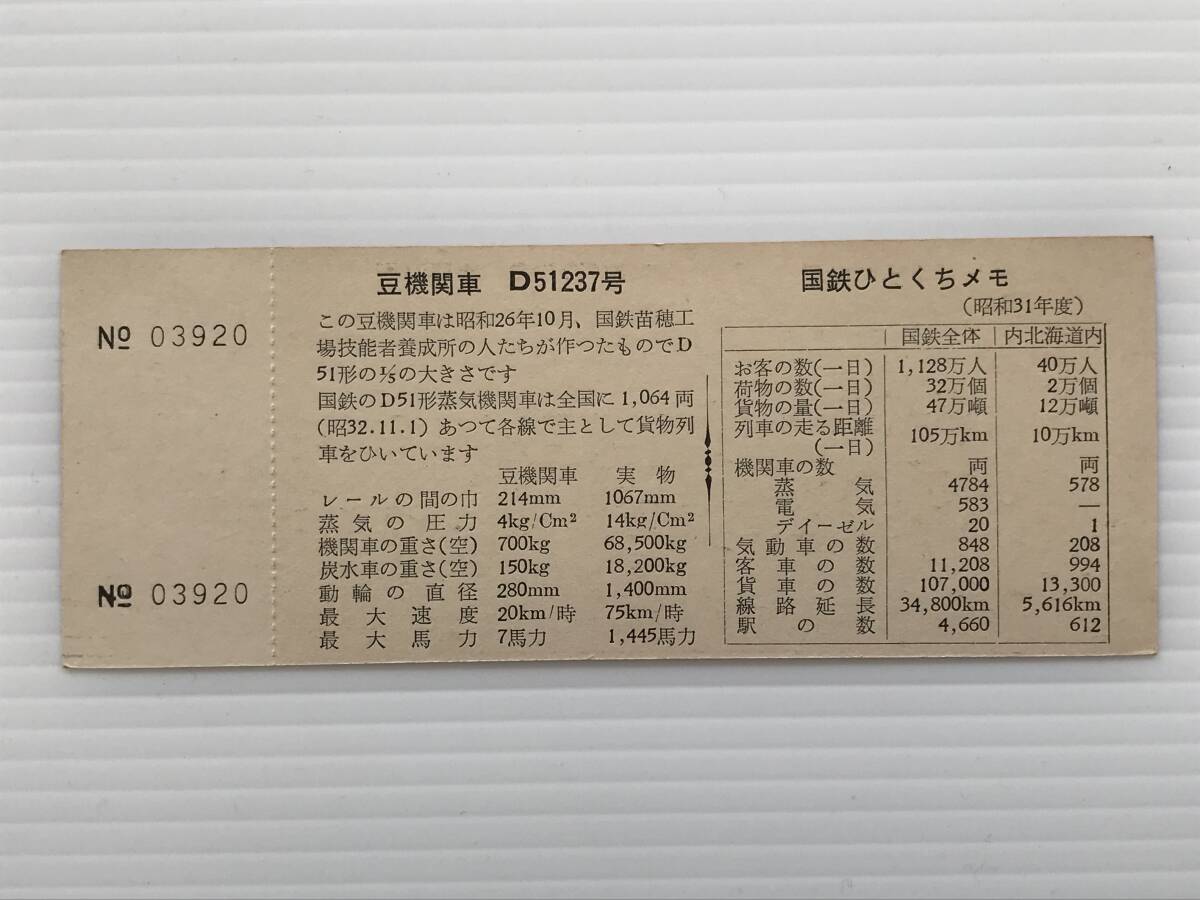 № 03920
№ 03920
豆機関車 D51237号
この豆機関車は昭和26年10月、国鉄苗穂工
場技能者養成所の人たちが作つたものでD
51形の⅕の大きさです
国鉄のD51形蒸気機関車は全国に1,064両
(昭32.11.1)あつて各線で主として貨物列
車をひいています
豆機関車 実物
レールの間の巾 214mm 1067mm
蒸気の圧力 4kg/Cm² 14kg/Cm²
機関車の重さ(空) 700kg 68,500kg
炭水車の重さ(空) 150kg 18,200kg
動輪の直径 280mm 1,400mm
最大速度 20km/時 75km/時
最大馬力 7馬力 1,445馬力
国鉄ひとくちメモ
(昭和31年度)
国鉄全体 内北海道内
お客の数(一日) 1,128万人 40万人
荷物の数(一日) 32万個 2万個
貨物の量(一日) 47万噸 12万噸
列車の走る距離
(一日) 105万km 10万km
機関車の数 両 両
蒸気 4784 578
電気 583 —
デイーゼル 20 1
気動車の数 848 208
客車の数 11,208 994
貨車の数 107,000 13,300
線路延長 34,800km 5,616km
駅の数 4,660 612